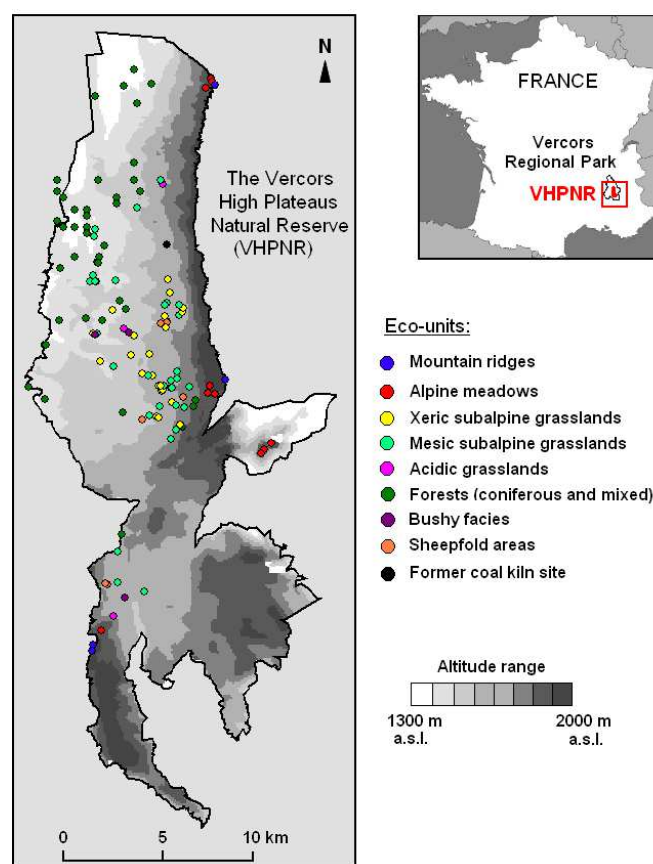 N
The Vercors
High Plateaus
Natural Reserve
(VHPNR)
0 5 10 km
FRANCE
Vercors
Regional Park
VHPNR
Eco-units:
Mountain ridges
Alpine meadows
Xeric subalpine grasslands
Mesic subalpine grasslands
Acidic grasslands
Forests (coniferous and mixed)
Bushy facies
Sheepfold areas
Former coal kiln site
Altitude range
1300 m 2000 m
a.s.l. a.s.l.